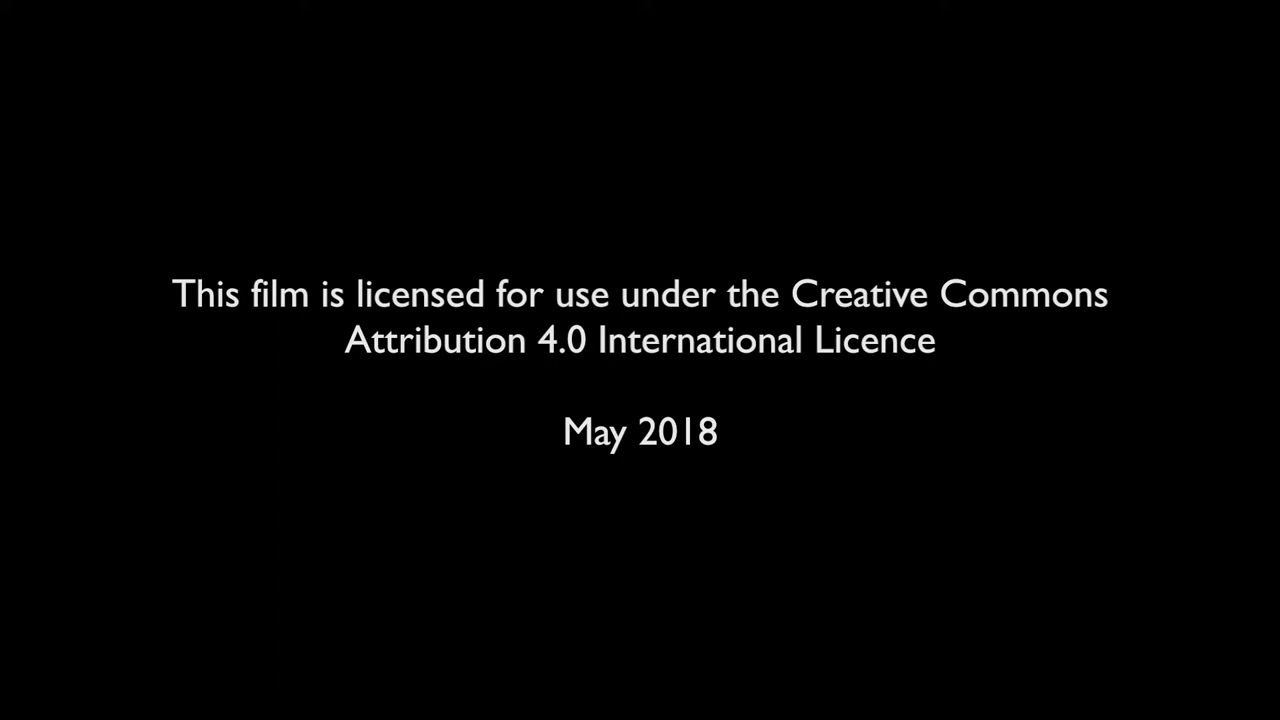 This film is licensed for use under the Creative Commons
Attribution 4.0 International Licence
May 2018